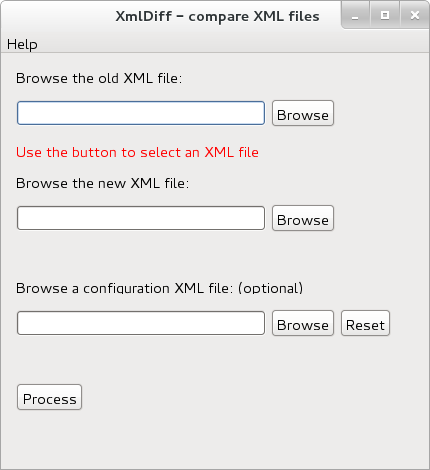 XmlDiff - compare XML files
Help
Browse the old XML file:
Browse
Use the button to select an XML file
Browse the new XML file:
Browse
Browse a configuration XML file: (optional)
Browse Reset
Process